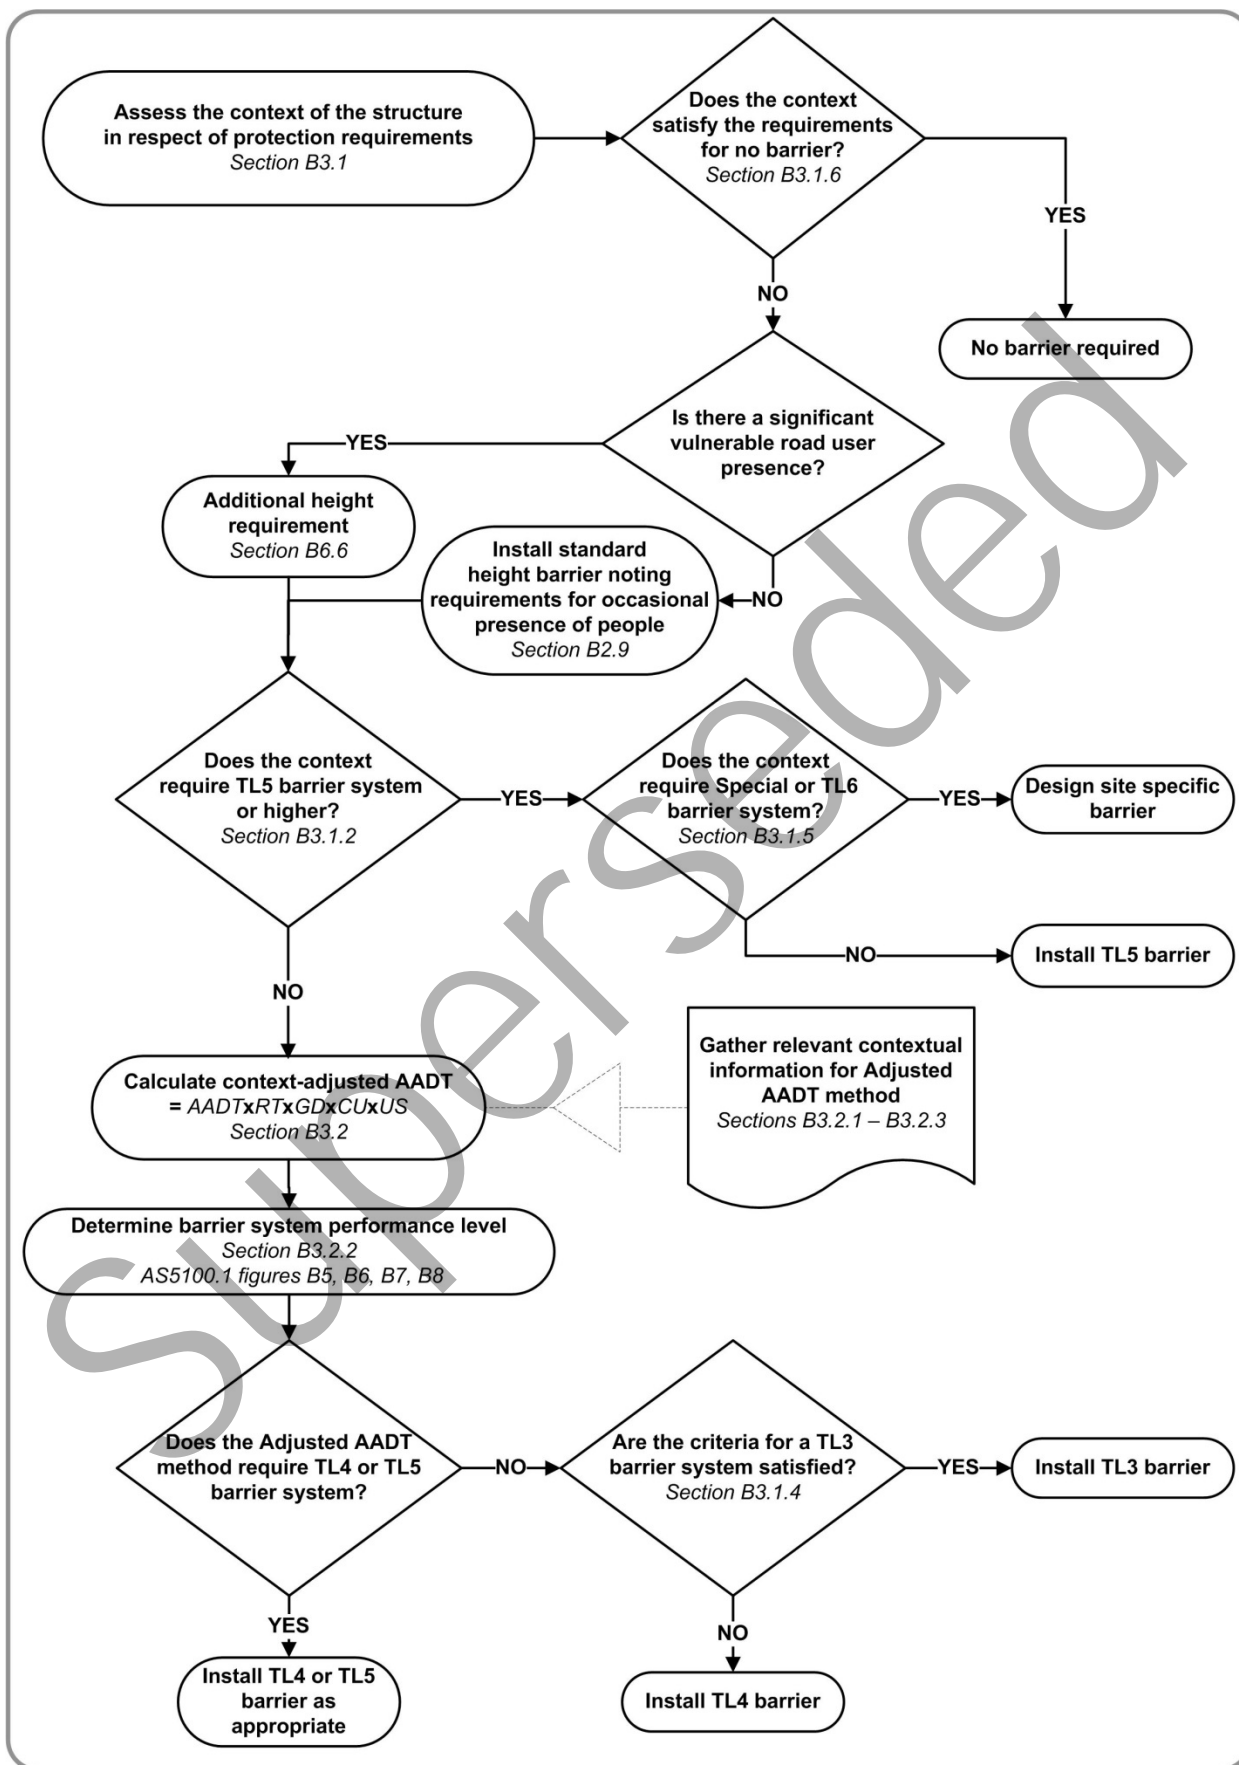 Assess the context of the structure
in respect of protection requirements
Section B3.1
Does the context
satisfy the requirements
for no barrier?
Section B3.1.6
YES
NO
No barrier required
Is there a significant
vulnerable road user
presence?
YES
Additional height
requirement
Section B6.6
Install standard
height barrier noting
requirements for occasional
presence of people
Section B2.9
NO
Does the context
require TL5 barrier system
or higher?
Section B3.1.2
YES
Does the context
require Special or TL6
barrier system?
Section B3.1.5
YES
Design site specific
barrier
NO
Install TL5 barrier
NO
Gather relevant contextual
information for Adjusted
AADT method
Sections B3.2.1 – B3.2.3
Calculate context-adjusted AADT
= AADTxRTxGDxCUxUS
Section B3.2
Determine barrier system performance level
Section B3.2.2
AS5100.1 figures B5, B6, B7, B8
Does the Adjusted AADT
method require TL4 or TL5
barrier system?
NO
Are the criteria for a TL3
barrier system satisfied?
Section B3.1.4
YES
Install TL3 barrier
YES
NO
Install TL4 or TL5
barrier as
appropriate
Install TL4 barrier
Superseded